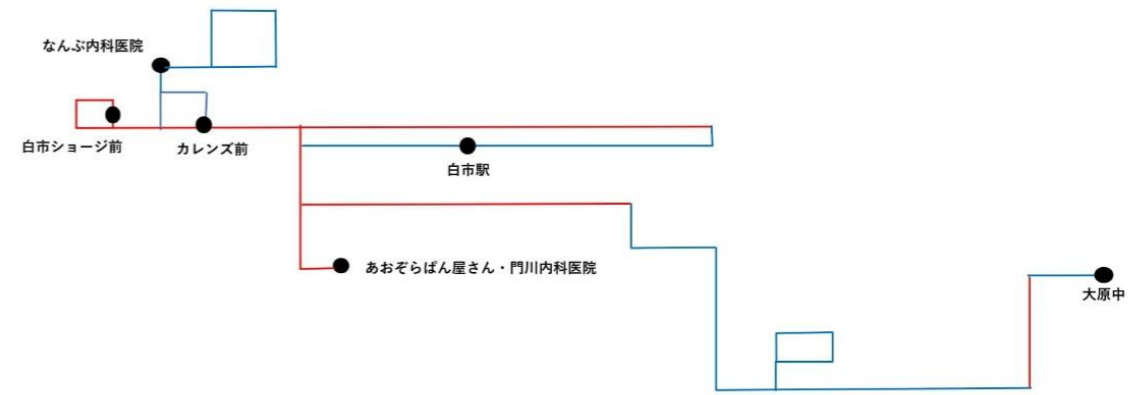 なんぶ内科医院
白市ショージ前
カレンズ前
白市駅
あおぞらぱん屋さん・門川内科医院
大原中